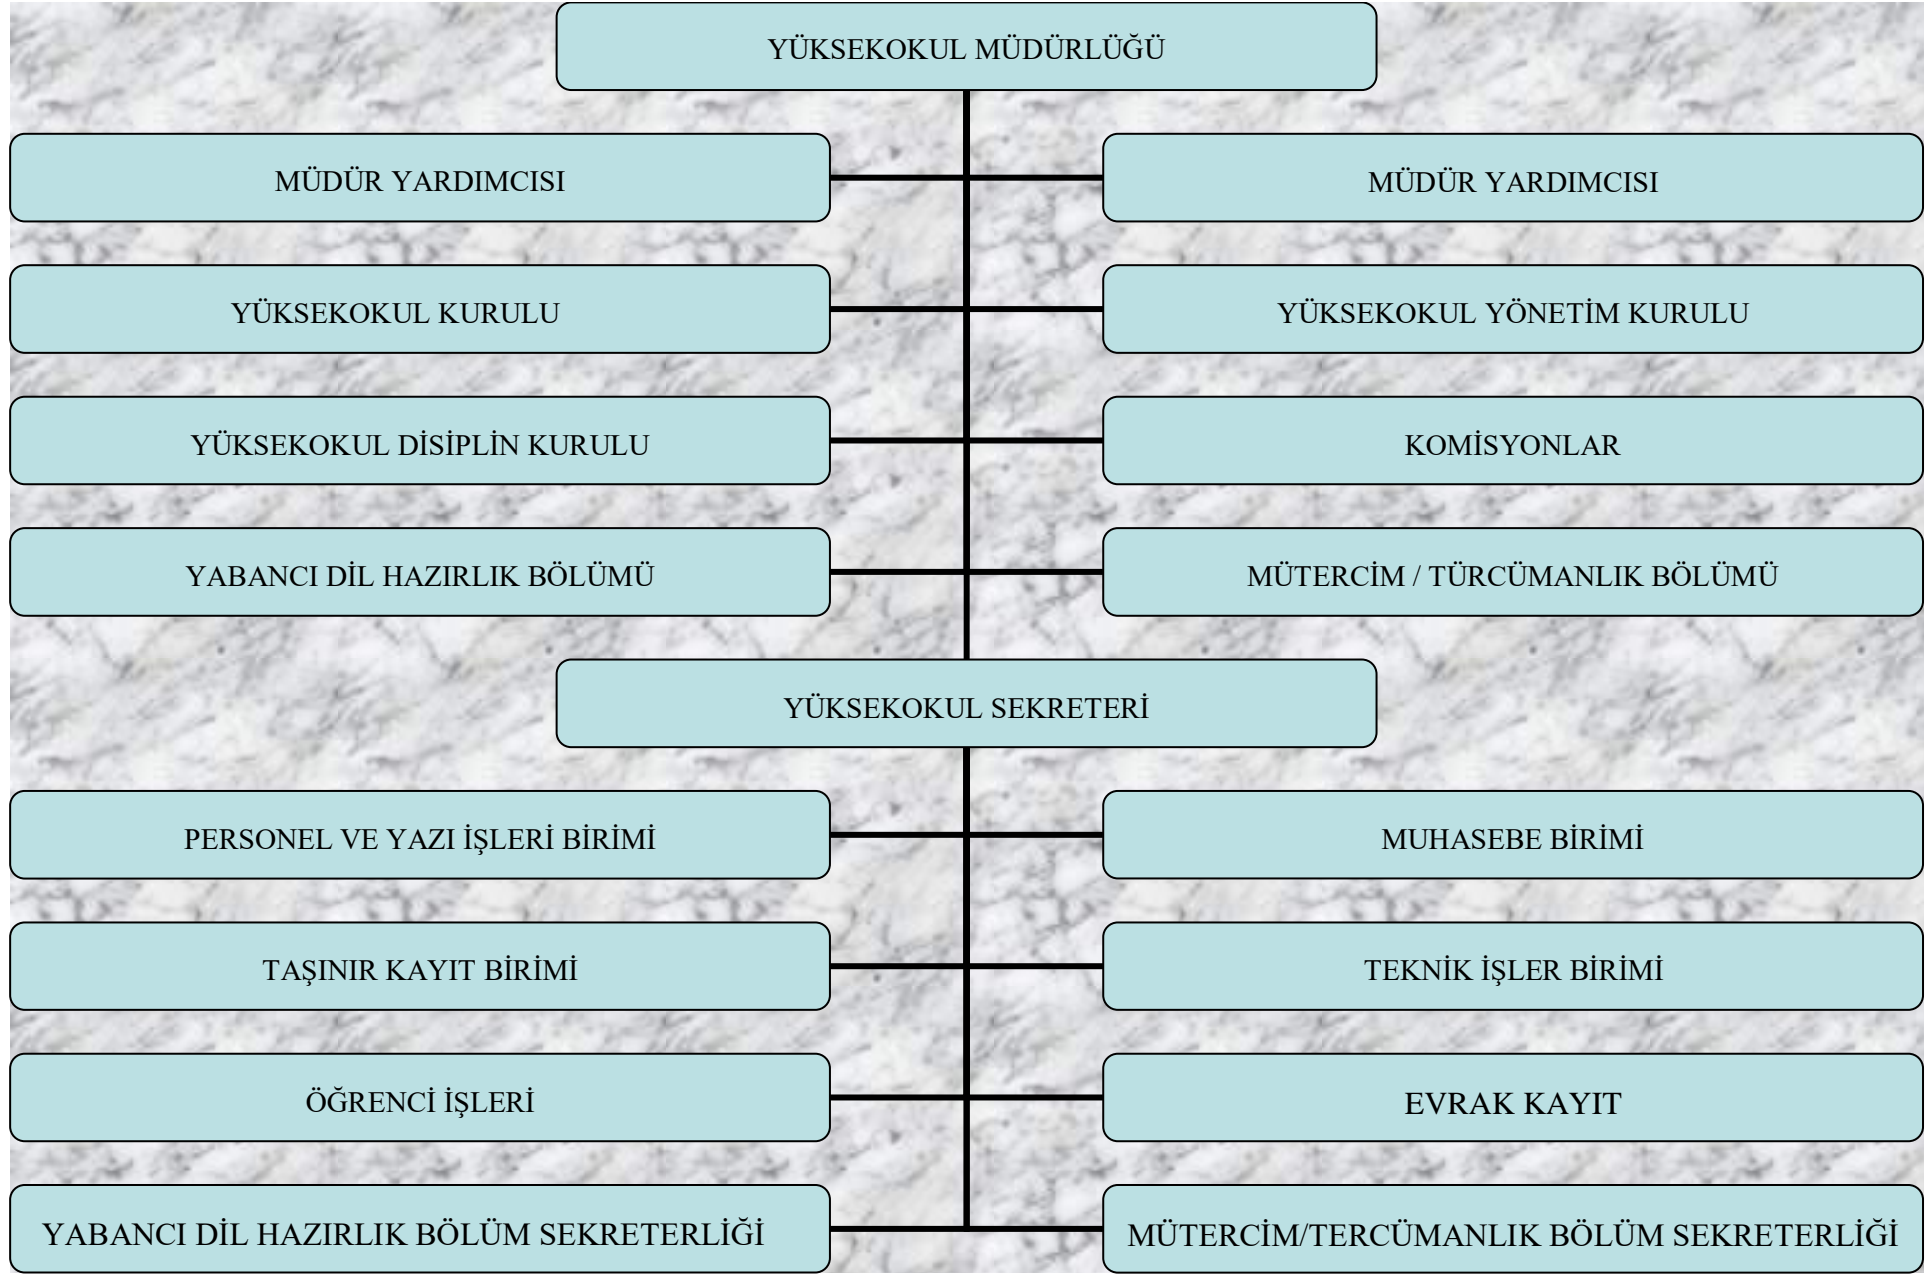 YÜKSEKOKUL MÜDÜRLÜĞÜ
MÜDÜR YARDIMCISI
MÜDÜR YARDIMCISI
YÜKSEKOKUL KURULU
YÜKSEKOKUL YÖNETİM KURULU
YÜKSEKOKUL DİSİPLİN KURULU
KOMİSYONLAR
YABANCI DİL HAZIRLIK BÖLÜMÜ
MÜTERCİM / TÜRCÜMANLIK BÖLÜMÜ
YÜKSEKOKUL SEKRETERİ
PERSONEL VE YAZI İŞLERİ BİRİMİ
MUHASEBE BİRİMİ
TAŞINIR KAYIT BİRİMİ
TEKNİK İŞLER BİRİMİ
ÖĞRENCİ İŞLERİ
EVRAK KAYIT
YABANCI DİL HAZIRLIK BÖLÜM SEKRETERLİĞİ
MÜTERCİM/TERCÜMANLIK BÖLÜM SEKRETERLİĞİ